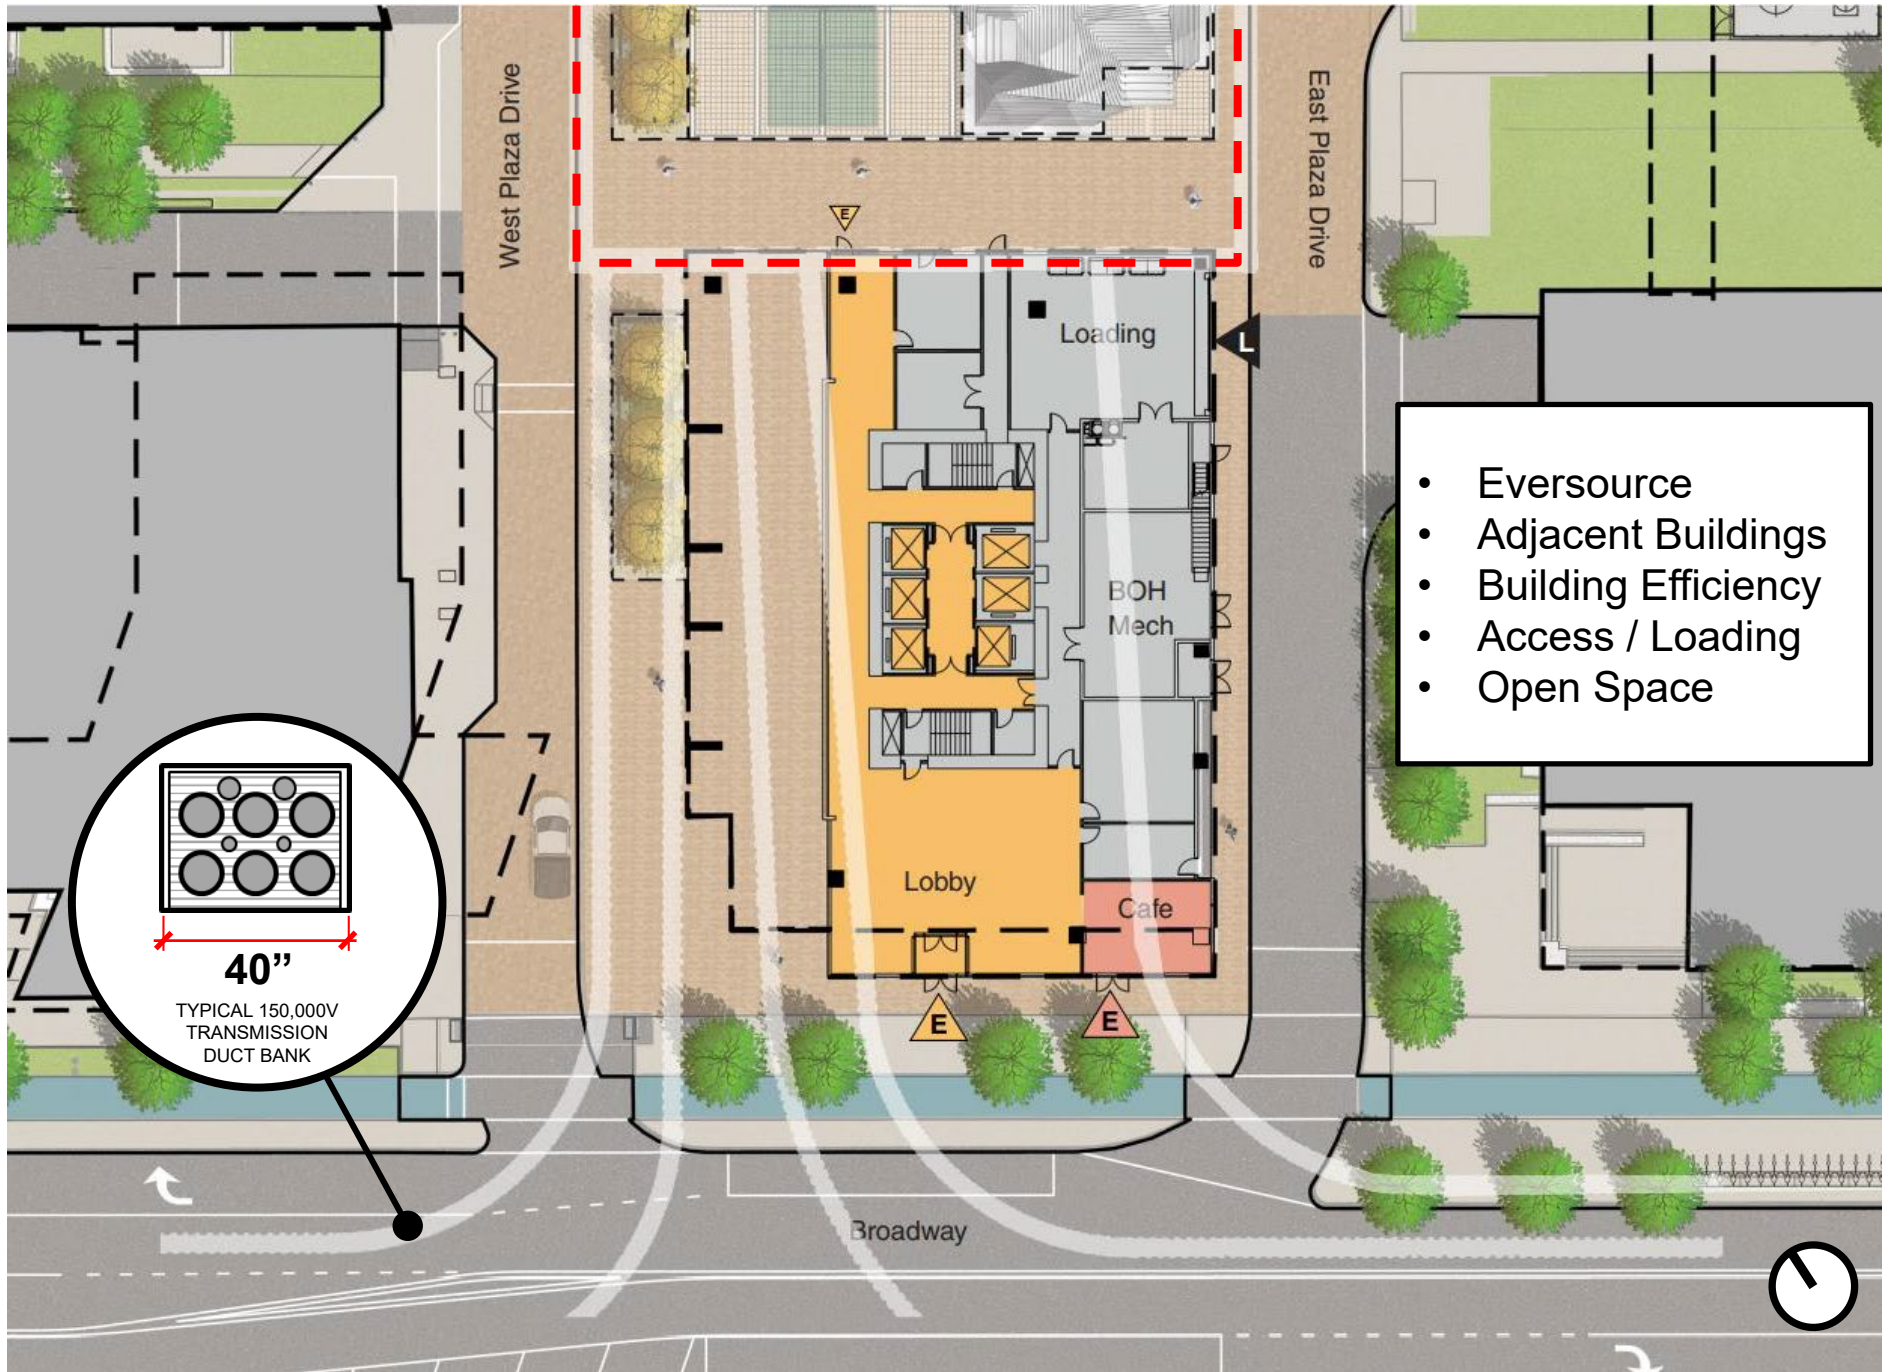 West Plaza Drive
East Plaza Drive
E
Loading
L
• Eversource
• Adjacent Buildings
• Building Efficiency
• Access / Loading
• Open Space
BOH
Mech
Lobby
Cafe
E
E
40”
TYPICAL 150,000V
TRANSMISSION
DUCT BANK
Broadway